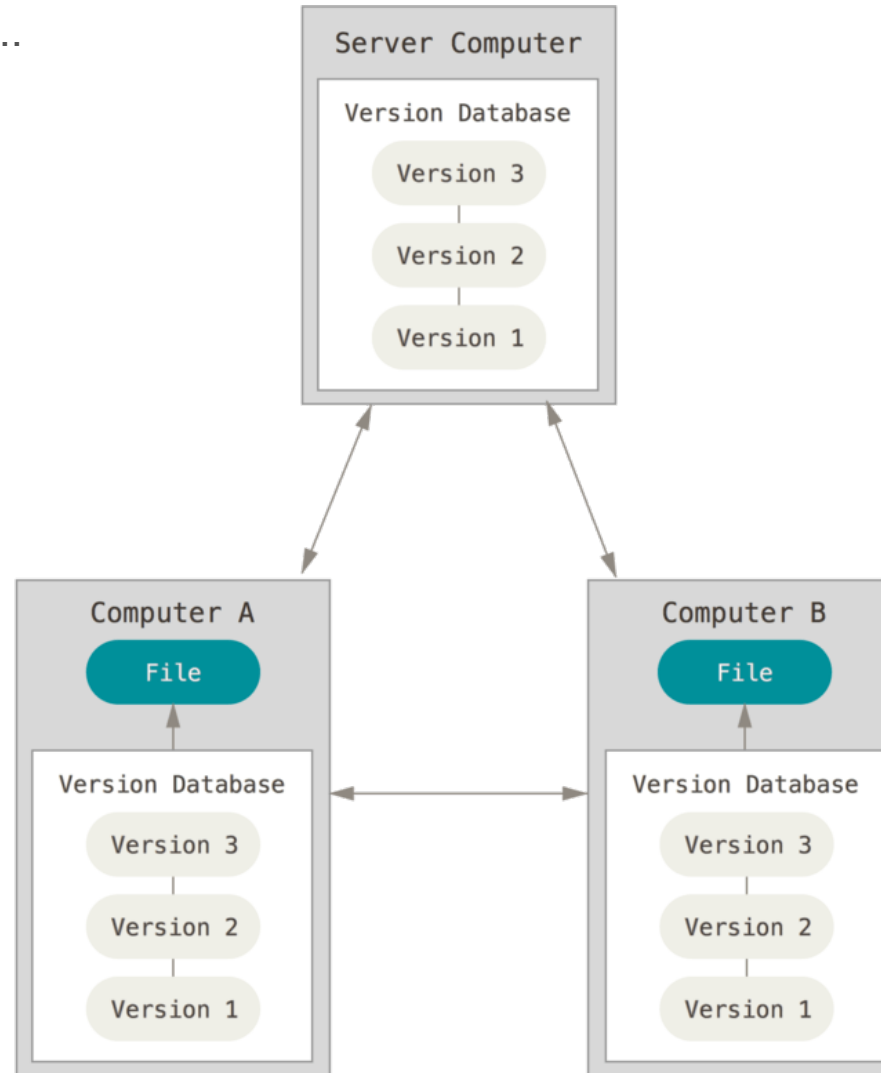 ..
Server Computer
Version Database
Version 3
Version 2
Version 1
Computer A
File
Version Database
Version 3
Version 2
Version 1
Computer B
File
Version Database
Version 3
Version 2
Version 1